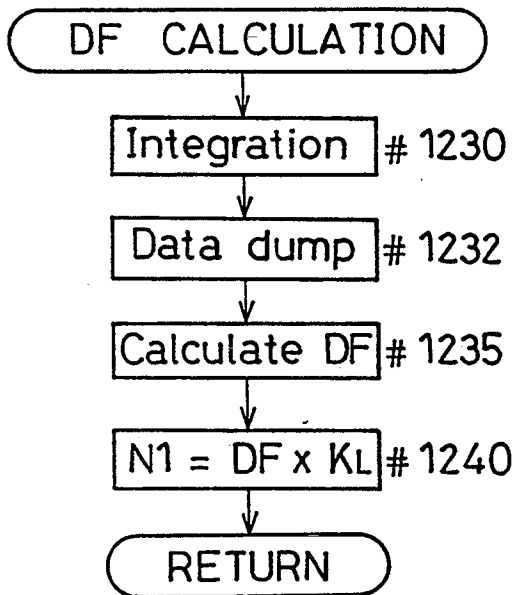 DF CALCULATION
Integration # 1230
Data dump # 1232
Calculate DF # 1235
N1 = DF x KL # 1240
RETURN